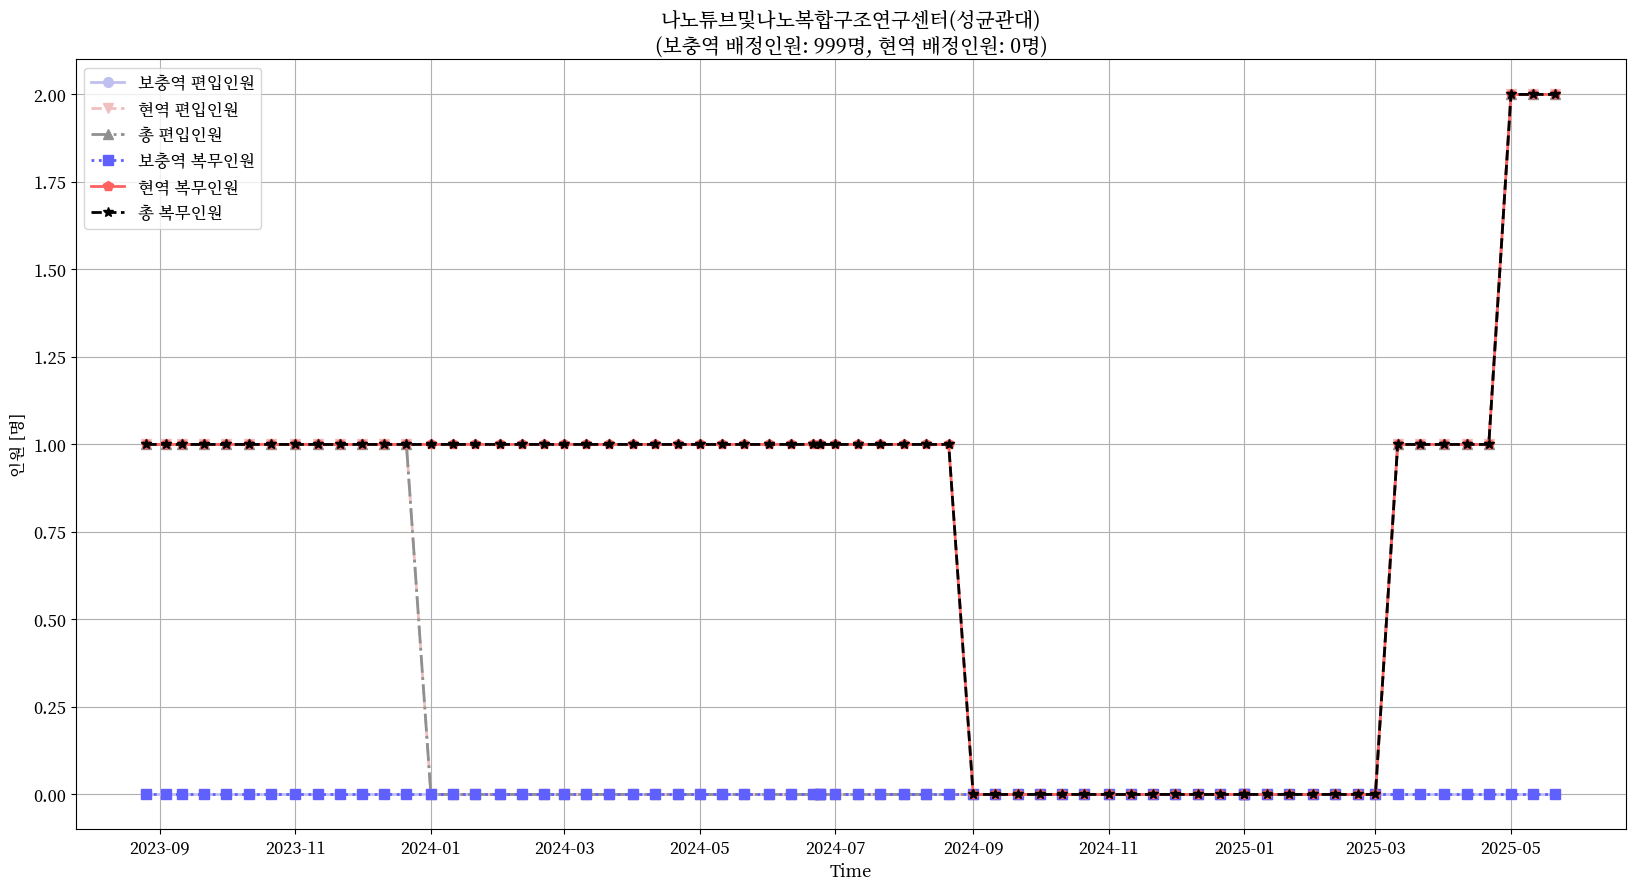 나노튜브및나노복합구조연구센터(성균관대)
(보충역 배정인원: 999명, 현역 배정인원: 0명)
보충역 편입인원
현역 편입인원
총 편입인원
보충역 복무인원
현역 복무인원
총 복무인원
인원 [명]
2.00
1.75
1.50
1.25
1.00
0.75
0.50
0.25
0.00
2023-09 2023-11 2024-01 2024-03 2024-05 2024-07 2024-09 2024-11 2025-01 2025-03 2025-05
Time